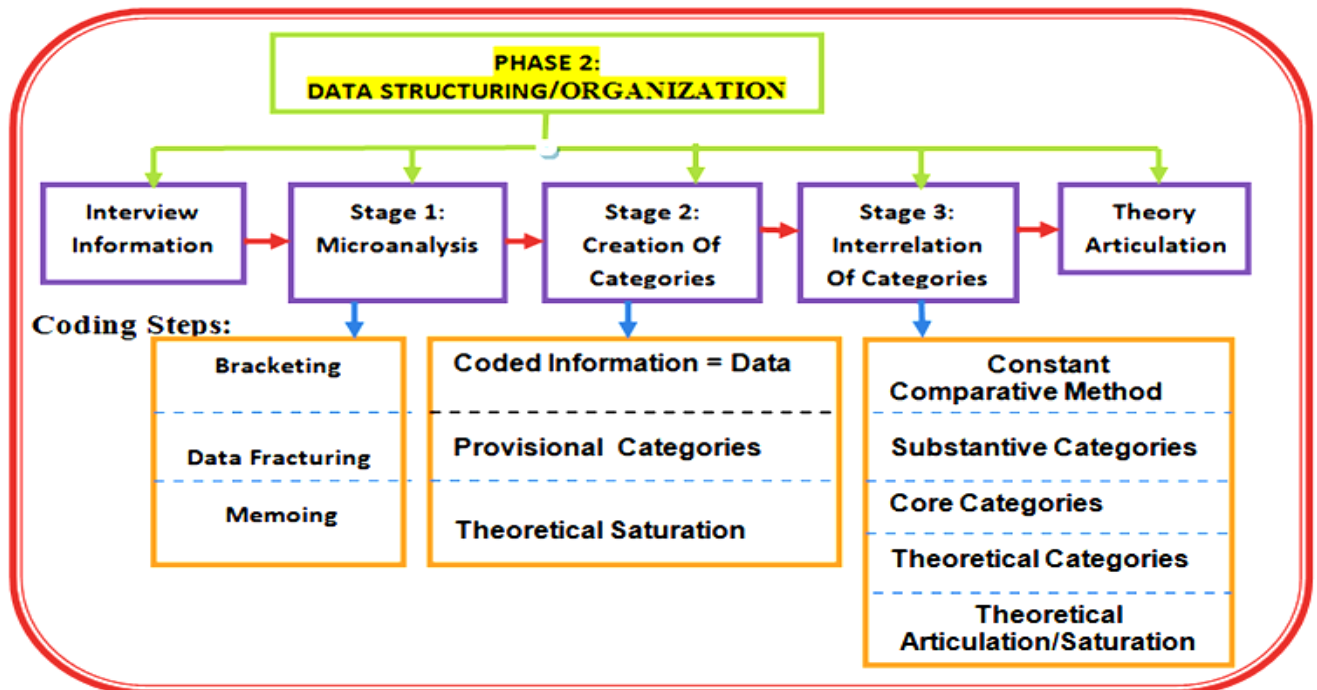 PHASE 2:
DATA STRUCTURING/ORGANIZATION
Interview
Information
Stage 1:
Microanalysis
Stage 2:
Creation Of
Categories
Stage 3:
Interrelation
Of Categories
Theory
Articulation
Coding Steps:
Bracketing
Data Fracturing
Memoing
Coded Information = Data
Provisional Categories
Theoretical Saturation
Constant
Comparative Method
Substantive Categories
Core Categories
Theoretical Categories
Theoretical
Articulation/Saturation